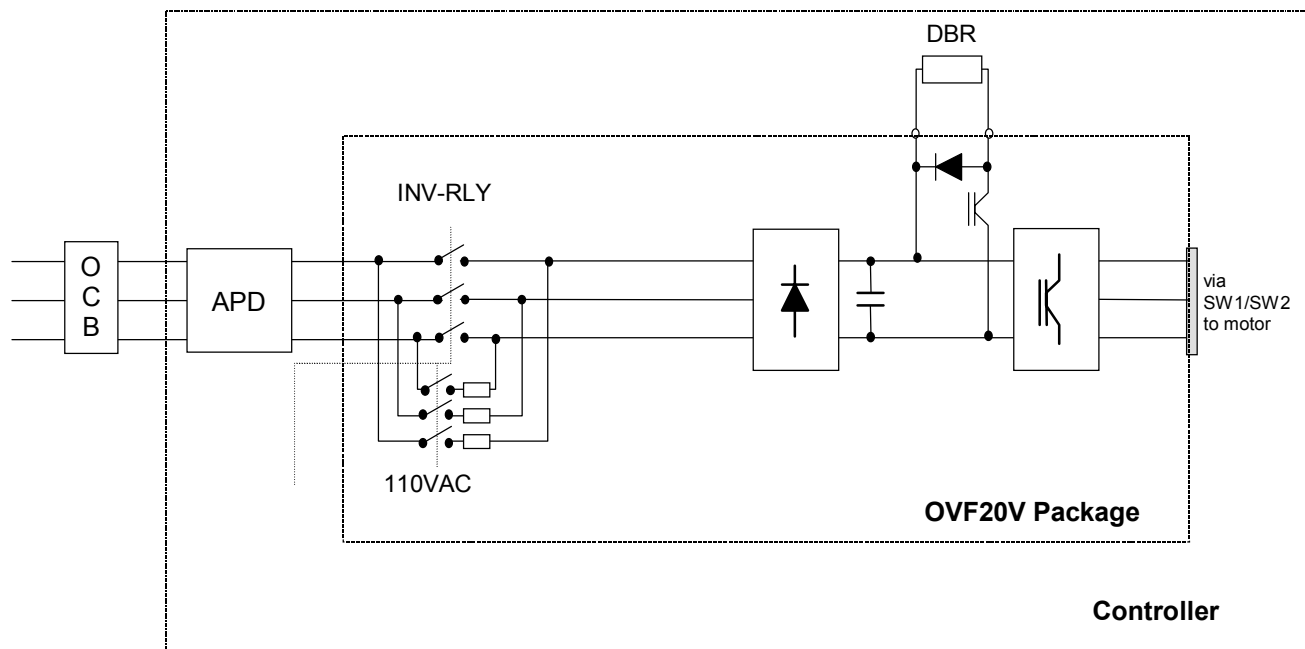 DBR
INV-RLY
O
C
B
APD
via
SW1/SW2
to motor
110VAC
OVF20V Package
Controller